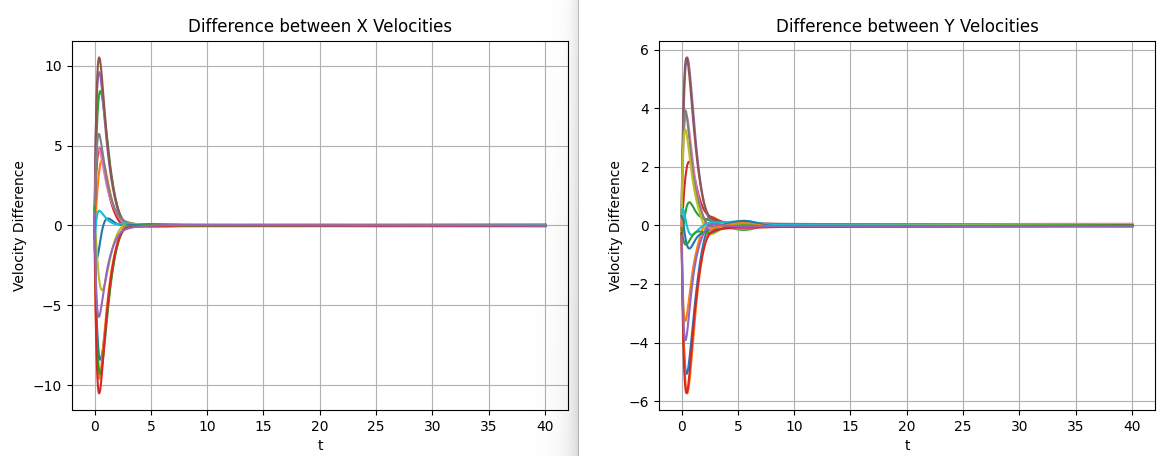 Difference between X Velocities
Velocity Difference
10
5
0
−5
−10
0 5 10 15 20 25 30 35 40
t
Difference between Y Velocities
Velocity Difference
6
4
2
0
−2
−4
−6
0 5 10 15 20 25 30 35 40
t